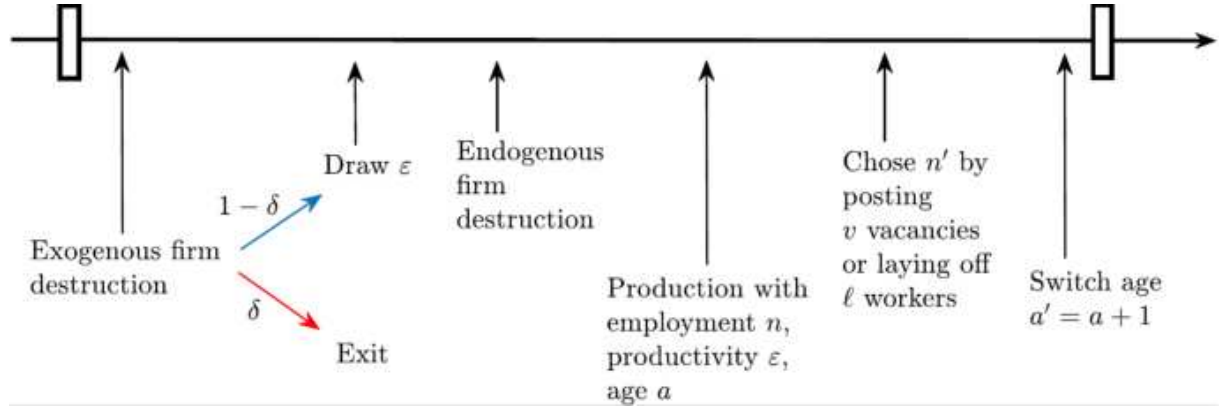 Exogenous firm
destruction
1 − δ
δ
Draw ε
Exit
Endogenous
firm
destruction
Production with
employment n,
productivity ε,
age a
Chose n′ by
posting
v vacancies
or laying off
ℓ workers
Switch age
a′ = a + 1